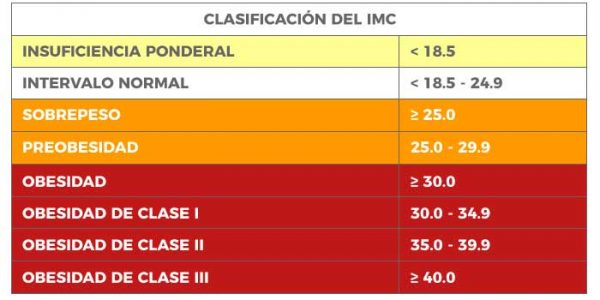 CLASIFICACIÓN DEL IMC
INSUFICIENCIA PONDERAL < 18.5
INTERVALO NORMAL < 18.5 - 24.9
SOBREPESO ≥ 25.0
PREOBESIDAD 25.0 - 29.9
OBESIDAD ≥ 30.0
OBESIDAD DE CLASE I 30.0 - 34.9
OBESIDAD DE CLASE II 35.0 - 39.9
OBESIDAD DE CLASE III ≥ 40.0